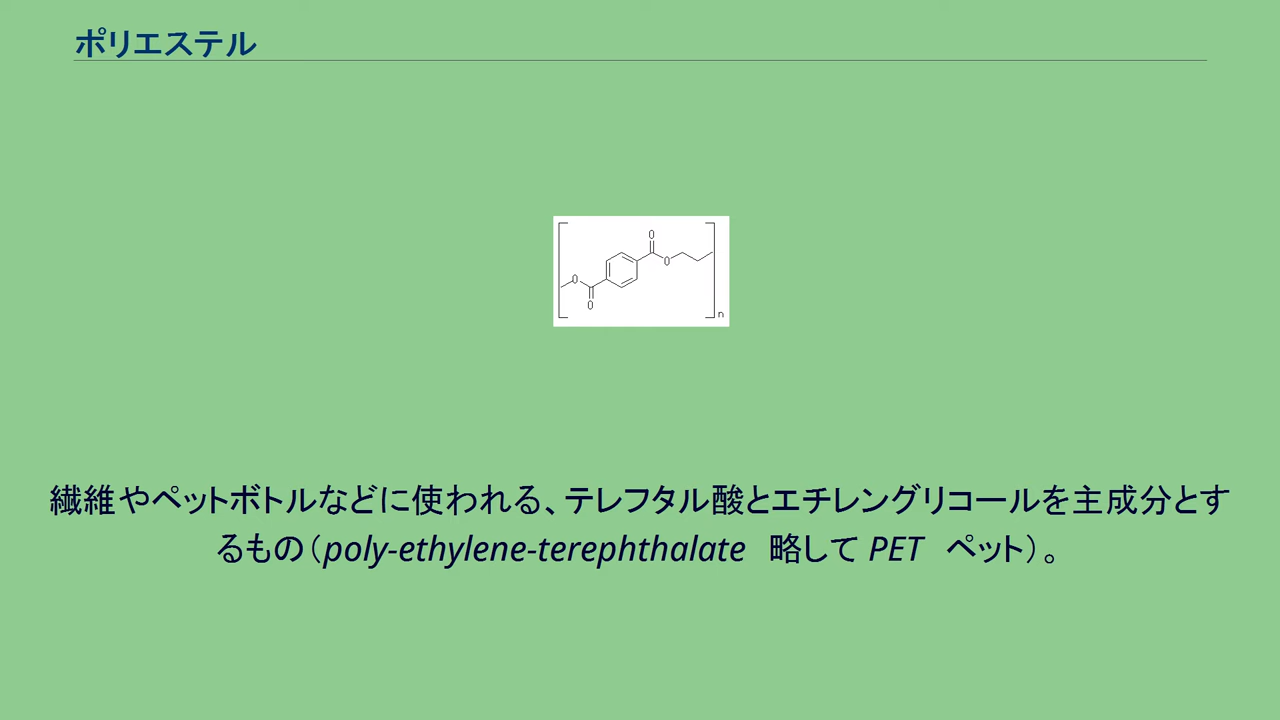 ポリエステル
O
O
O
O
n
繊維やペットボトルなどに使われる、テレフタル酸とエチレングリコールを主成分とす
るもの（poly-ethylene-terephthalate　略して PET　ペット）。